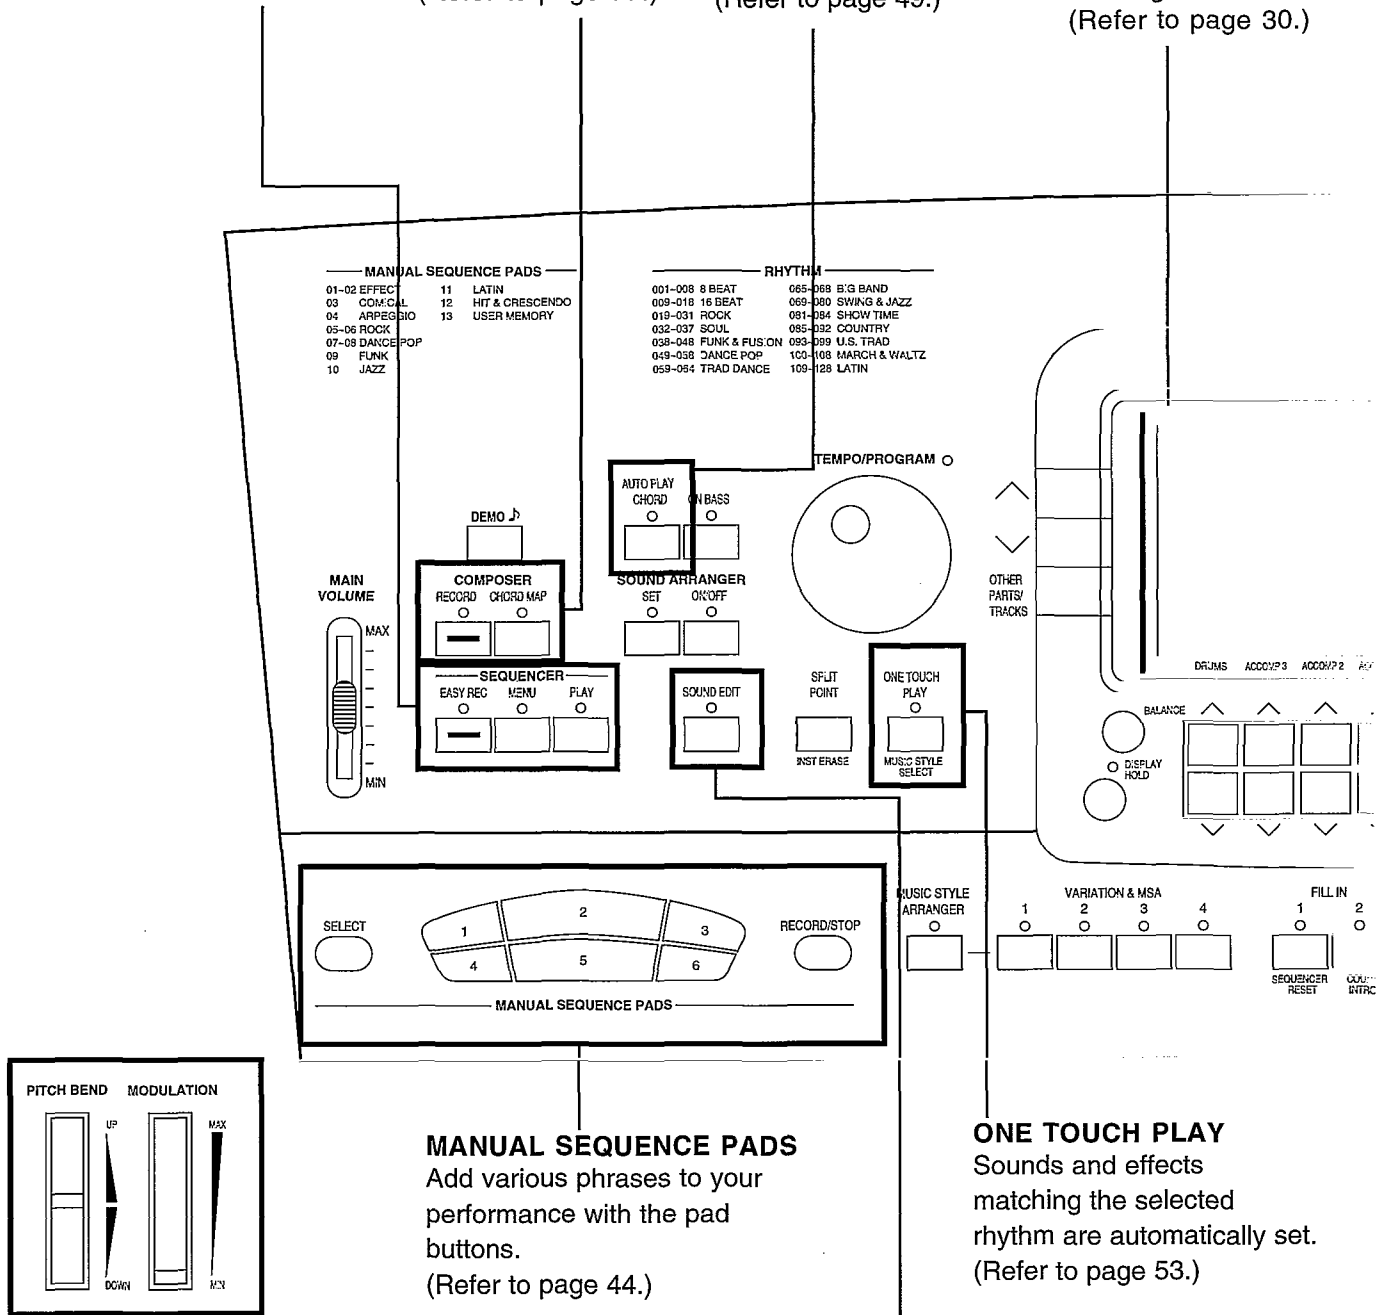 (Refer to page 49.)
(Refer to page 30.)
MANUAL SEQUENCE PADS
01~02 EFFECT 11 LATIN
03 COMICAL 12 HIT & CRESCENDO
04 ARPEGGIO 13 USER MEMORY
05~06 ROCK
07~08 DANCE POP
09 FUNK
10 JAZZ
RHYTHM
001~008 8 BEAT 065~068 BIG BAND
009~018 16 BEAT 069~080 SWING & JAZZ
019~031 ROCK 081~084 SHOW TIME
032~037 SOUL 085~092 COUNTRY
038~048 FUNK & FUSION 093~099 U.S. TRAD
DANCE POP 100~108 MARCH & WALTZ
059~064 TRAD DANCE 109~128 LATIN
TEMPO/PROGRAM
AUTO PLAY
CHORD ON BASS
DEMO ♪
MAIN
VOLUME
MAX
MIN
COMPOSER
RECORD CHORD MAP
SOUND ARRANGER
SET ON/OFF
OTHER
PARTS/
TRACKS
SEQUENCER
EASY REC MENU PLAY
SOUND EDIT
SPLIT
POINT
INST ERASE
ONE TOUCH
PLAY
MUSIC STYLE
SELECT
DRUMS ACCOMP 3 ACCOMP 2
BALANCE
DISPLAY
HOLD
SELECT
1 2 3
4 5 6
RECORD/STOP
MANUAL SEQUENCE PADS
MUSIC STYLE
ARRANGER
VARIATION & MSA
1 2 3 4
FILL IN
1 2
SEQUENCER
RESET
PITCH BEND MODULATION
UP MAX
DOWN MIN
MANUAL SEQUENCE PADS
Add various phrases to your
performance with the pad
buttons.
(Refer to page 44.)
ONE TOUCH PLAY
Sounds and effects
matching the selected
rhythm are automatically set.
(Refer to page 53.)